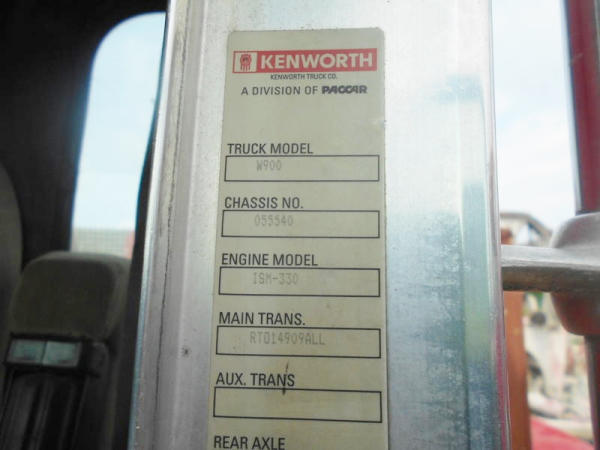 KENWORTH
KENWORTH TRUCK CO.
A DIVISION OF PACCAR
TRUCK MODEL
W900
CHASSIS NO.
055540
ENGINE MODEL
ISM-330
MAIN TRANS.
RTO14909ALL
AUX. TRANS
REAR AXLE